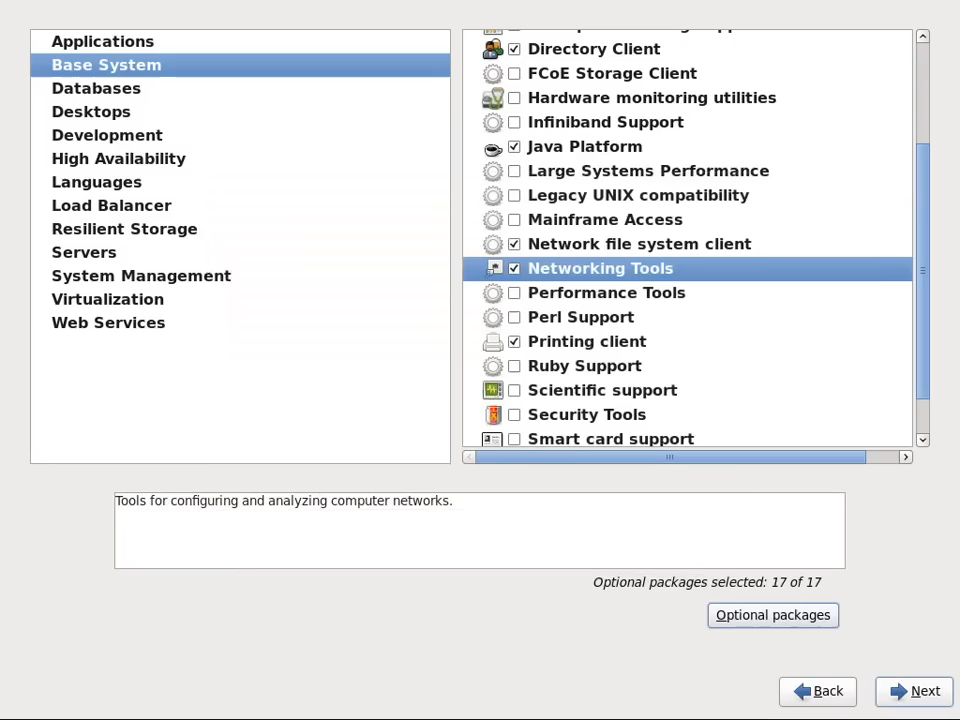 Applications
Base System
Databases
Desktops
Development
High Availability
Languages
Load Balancer
Resilient Storage
Servers
System Management
Virtualization
Web Services
Directory Client
FCoE Storage Client
Hardware monitoring utilities
Infiniband Support
Java Platform
Large Systems Performance
Legacy UNIX compatibility
Mainframe Access
Network file system client
Networking Tools
Performance Tools
Perl Support
Printing client
Ruby Support
Scientific support
Security Tools
Smart card support
Tools for configuring and analyzing computer networks.
Optional packages selected: 17 of 17
Optional packages
Back
Next